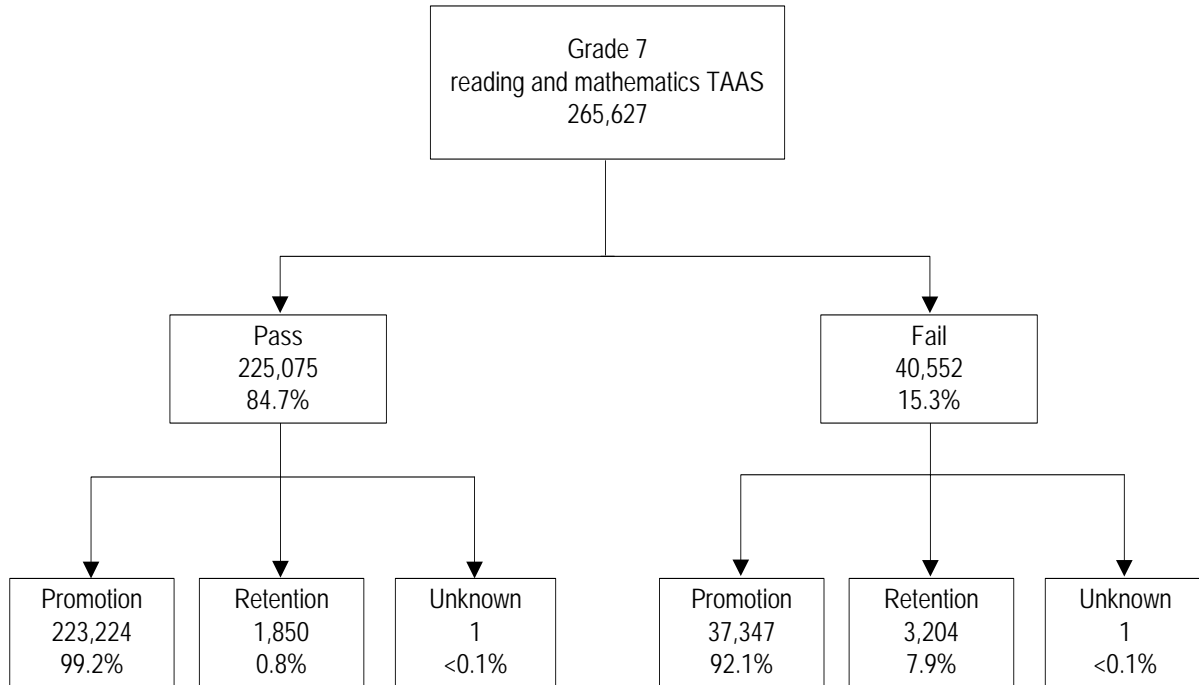 Grade 7
reading and mathematics TAAS
265,627
Pass
225,075
84.7%
Fail
40,552
15.3%
Promotion
223,224
99.2%
Retention
1,850
0.8%
Unknown
1
<0.1%
Promotion
37,347
92.1%
Retention
3,204
7.9%
Unknown
1
<0.1%